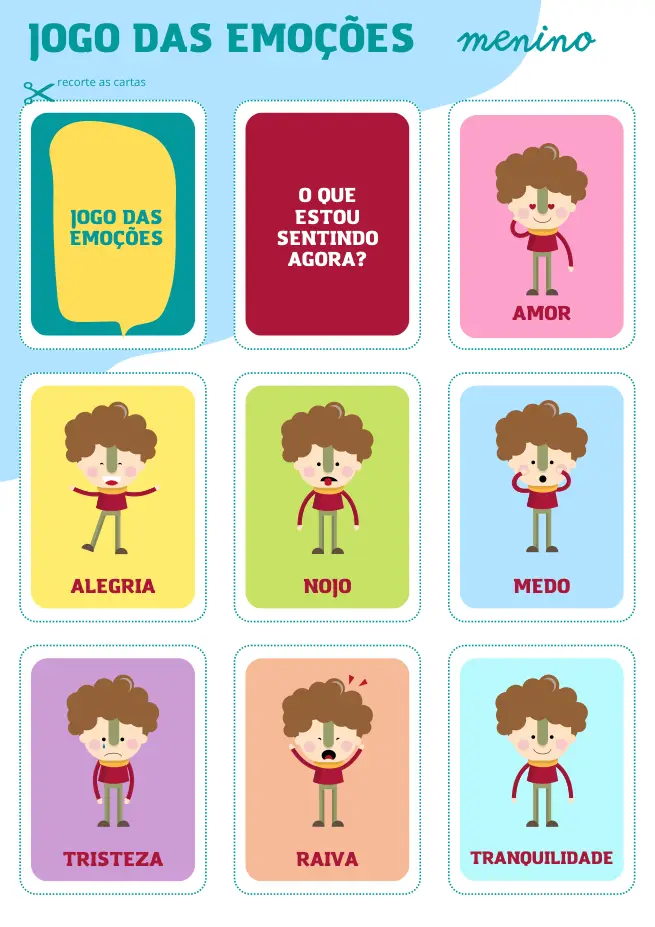 JOGO DAS EMOÇÕES
menino
recorte as cartas
JOGO DAS
EMOÇÕES
O QUE
ESTOU
SENTINDO
AGORA?
AMOR
ALEGRIA
NOJO
MEDO
TRISTEZA
RAIVA
TRANQUILIDADE